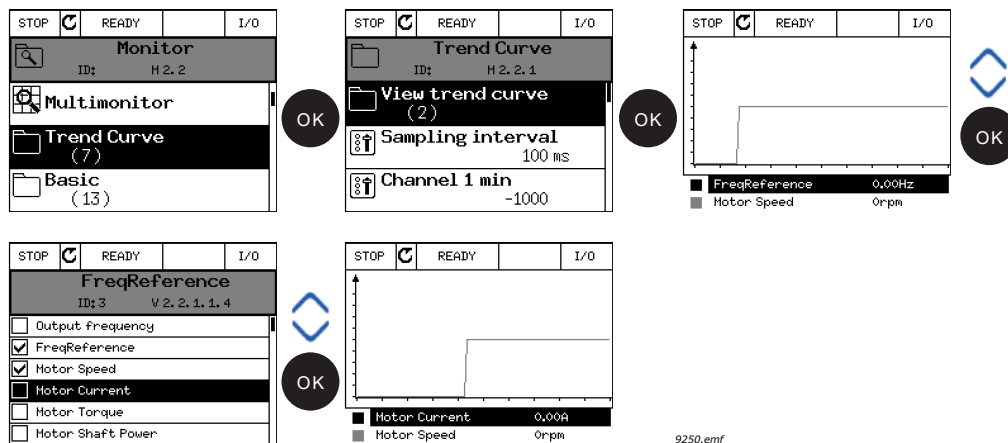 STOP READY I/O
Monitor
ID: M2.2
Multimonitor
Trend Curve
(7)
Basic
(13)
OK
STOP READY I/O
Trend Curve
ID: M2.2.1
View trend curve
(2)
Sampling interval
100 ms
Channel 1 min
-1000
OK
STOP READY I/O
FreqReference 0.00Hz
Motor Speed 0rpm
OK
STOP READY I/O
FreqReference
ID:3 V2.2.1.1.4
Output frequency
FreqReference
Motor Speed
Motor Current
Motor Torque
Motor Shaft Power
OK
STOP READY I/O
Motor Current 0.00A
Motor Speed 0rpm
9250.emf